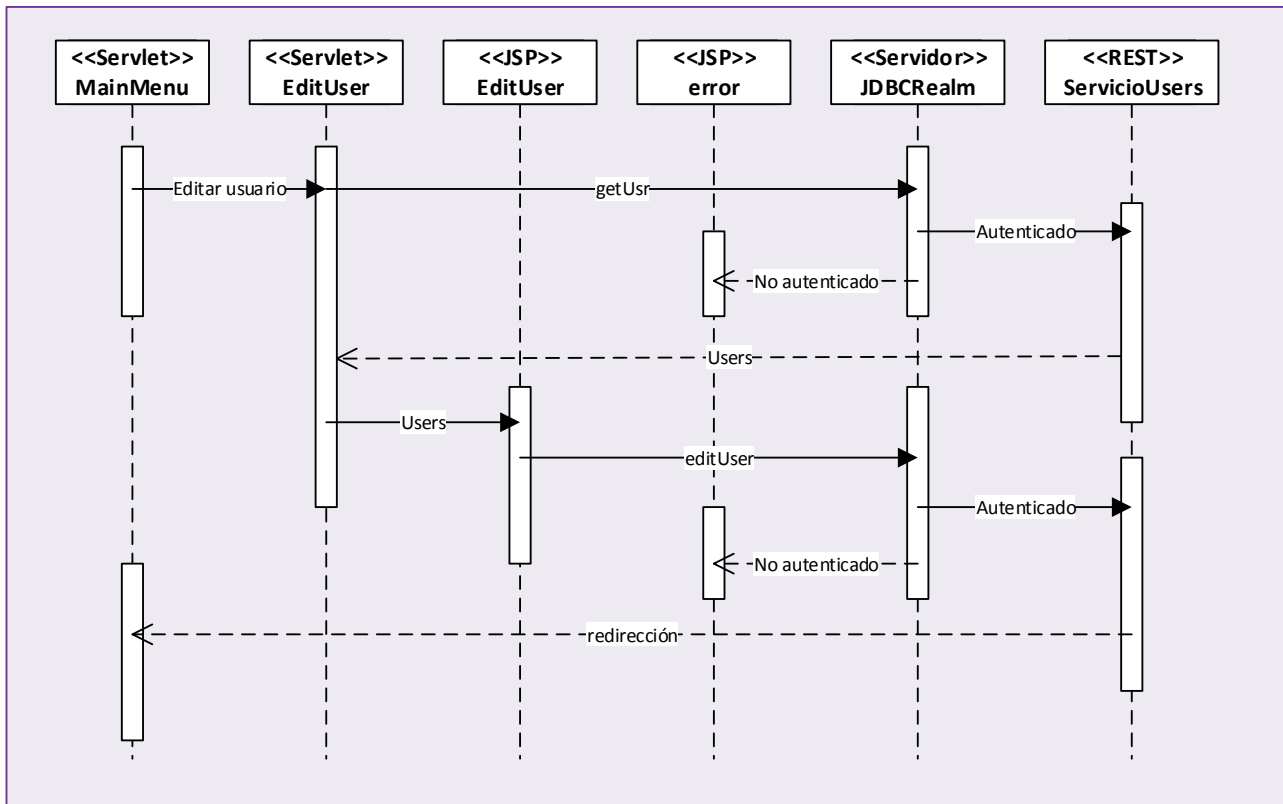 <<Servlet>>
MainMenu
<<Servlet>>
EditUser
<<JSP>>
EditUser
<<JSP>>
error
<<Servidor>>
JDBCRealm
<<REST>>
ServicioUsers
Editar usuario
getUsr
Autenticado
No autenticado
Users
Users
editUser
Autenticado
No autenticado
redirección